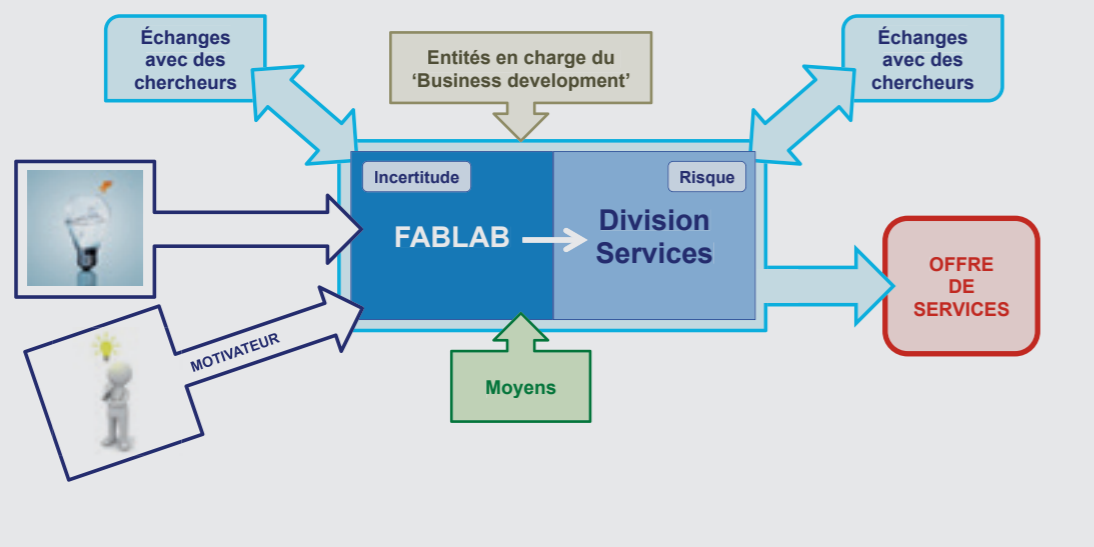 Échanges
avec des
chercheurs
Entités en charge du
‘Business development’
Échanges
avec des
chercheurs
Incertitude
Risque
FABLAB
Division
Services
OFFRE
DE
SERVICES
MOTIVATEUR
Moyens